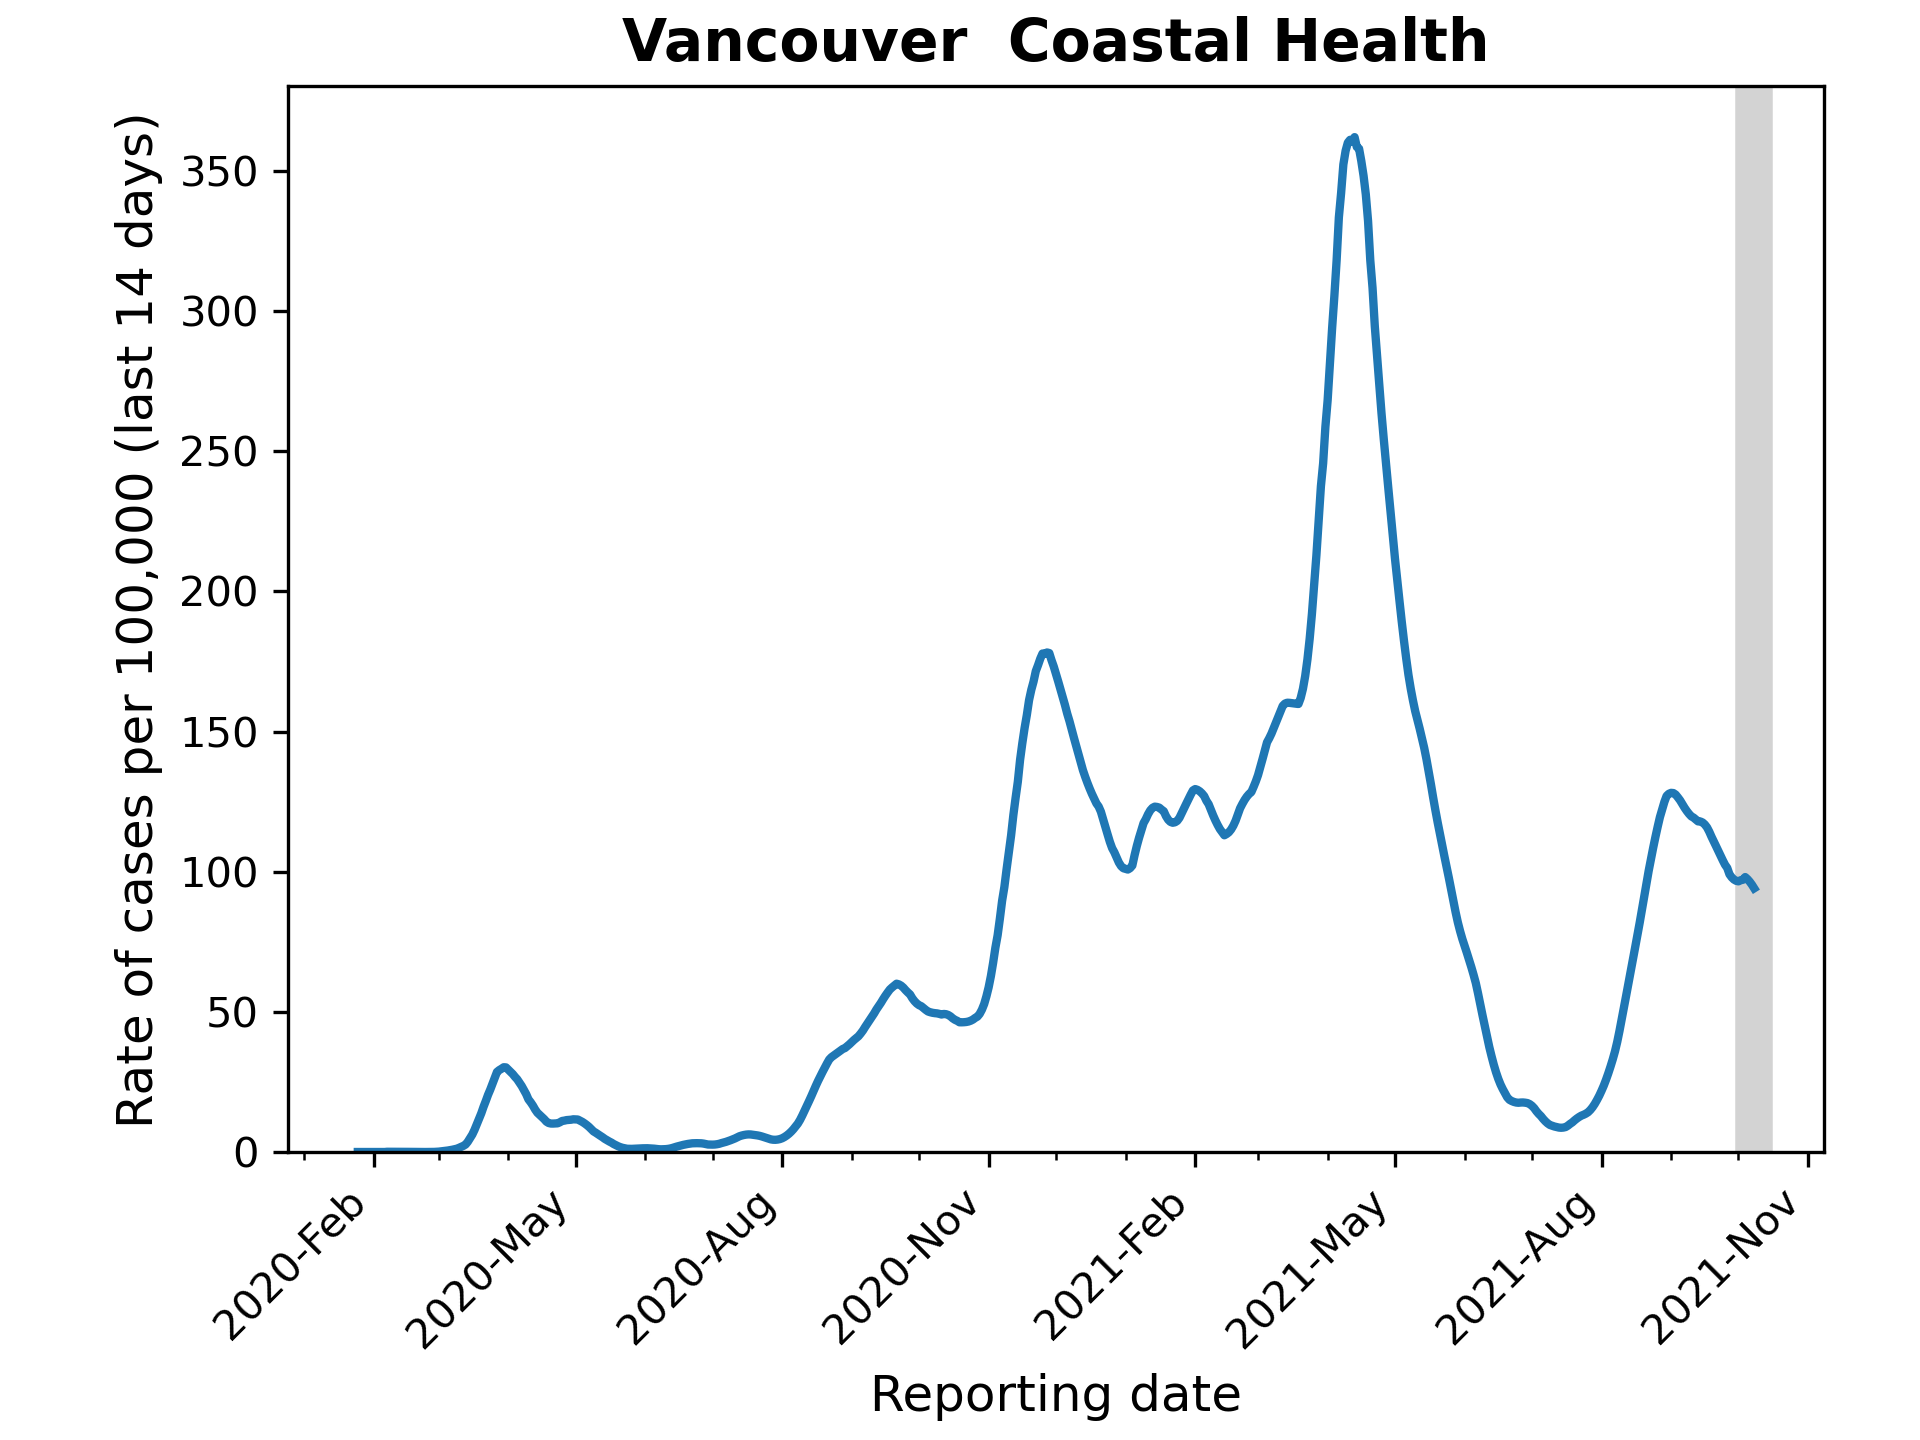 Vancouver  Coastal Health
Rate of cases per 100,000 (last 14 days)
350
300
250
200
150
100
50
0
2020-Feb
2020-May
2020-Aug
2020-Nov
2021-Feb
2021-May
2021-Aug
2021-Nov
Reporting date